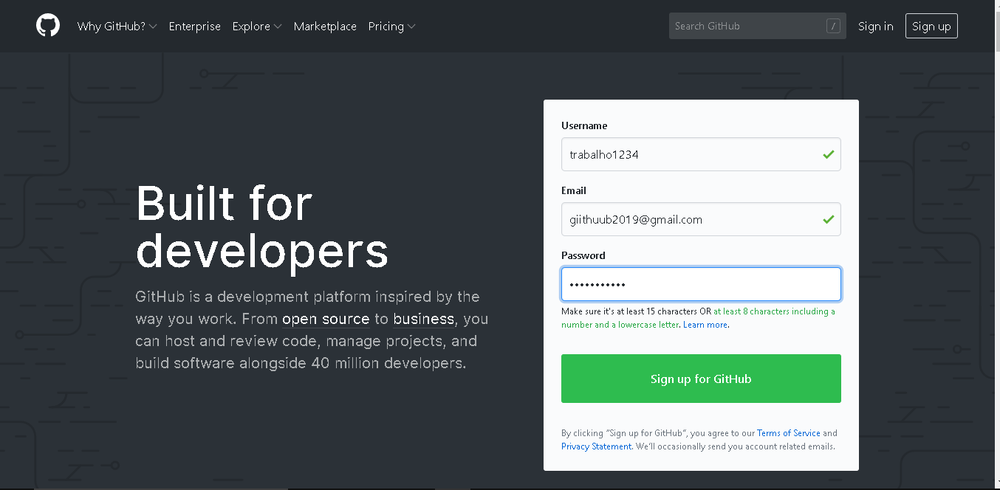 Why GitHub? Enterprise Explore Marketplace Pricing Search GitHub / Sign in Sign up
Built for
developers
GitHub is a development platform inspired by the
way you work. From open source to business, you
can host and review code, manage projects, and
build software alongside 40 million developers.
Username
trabalho1234
Email
giithuub2019@gmail.com
Password
•••••••••••
Make sure it's at least 15 characters OR at least 8 characters including a
number and a lowercase letter. Learn more.
Sign up for GitHub
By clicking “Sign up for GitHub”, you agree to our Terms of Service and
Privacy Statement. We’ll occasionally send you account related emails.